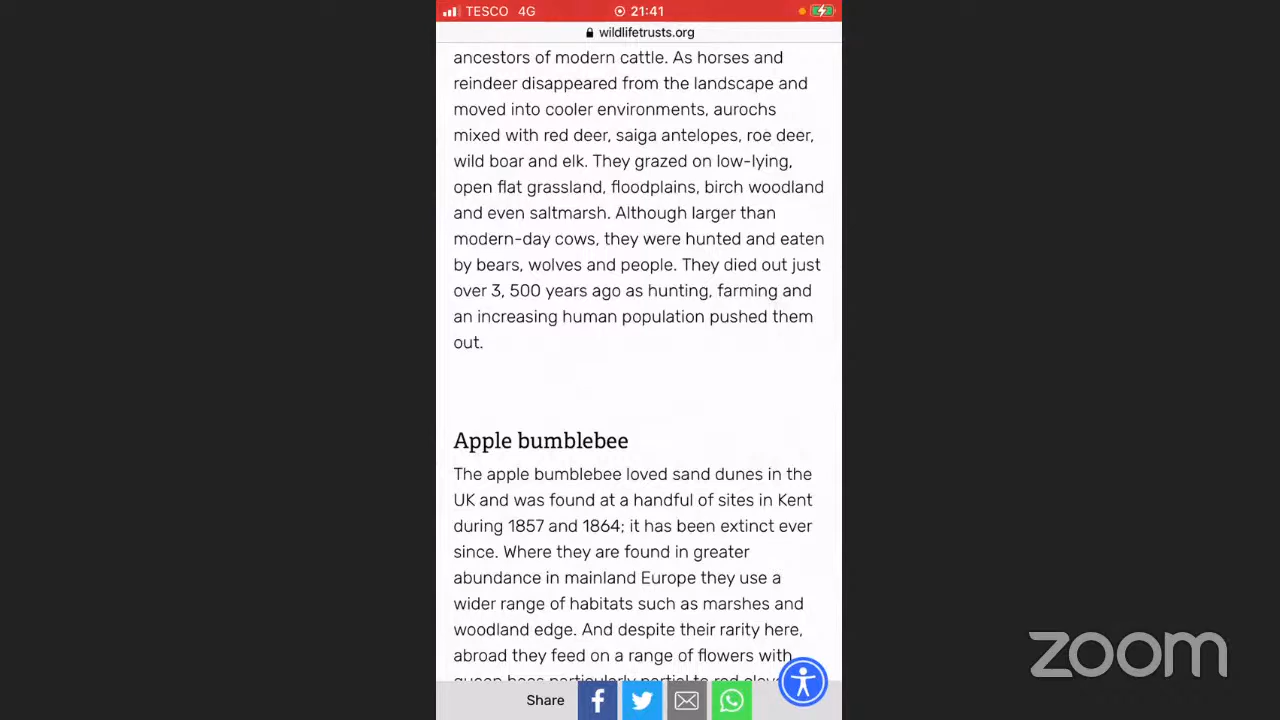 TESCO 4G 21:41
wildlifetrusts.org
ancestors of modern cattle. As horses and
reindeer disappeared from the landscape and
moved into cooler environments, aurochs
mixed with red deer, saiga antelopes, roe deer,
wild boar and elk. They grazed on low-lying,
open flat grassland, floodplains, birch woodland
and even saltmarsh. Although larger than
modern-day cows, they were hunted and eaten
by bears, wolves and people. They died out just
over 3, 500 years ago as hunting, farming and
an increasing human population pushed them
out.
Apple bumblebee
The apple bumblebee loved sand dunes in the
UK and was found at a handful of sites in Kent
during 1857 and 1864; it has been extinct ever
since. Where they are found in greater
abundance in mainland Europe they use a
wider range of habitats such as marshes and
woodland edge. And despite their rarity here,
abroad they feed on a range of flowers with
queen bees particularly partial to red
Share
zoom